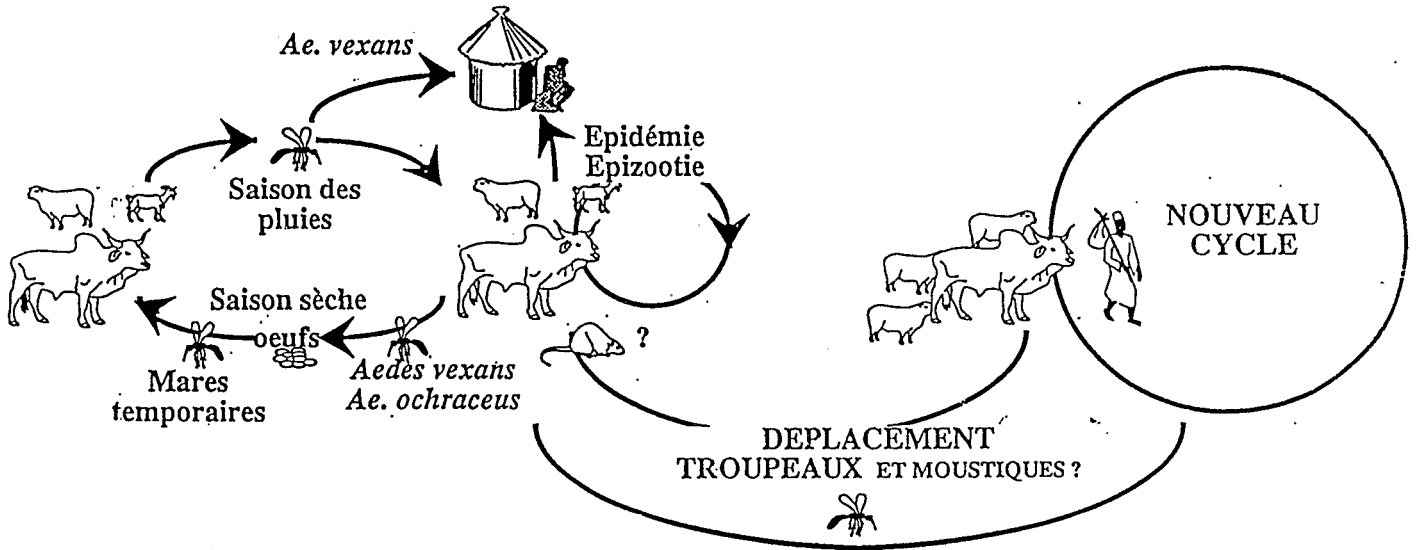 Ae. vexans
Epidémie
Epizootie
Saison des
pluies
NOUVEAU
CYCLE
Saison sèche
oeufs
?
Mares
temporaires
Aedes vexans
Ae. ochraceus
DEPLACEMENT
TROUPEAUX ET MOUSTIQUES ?